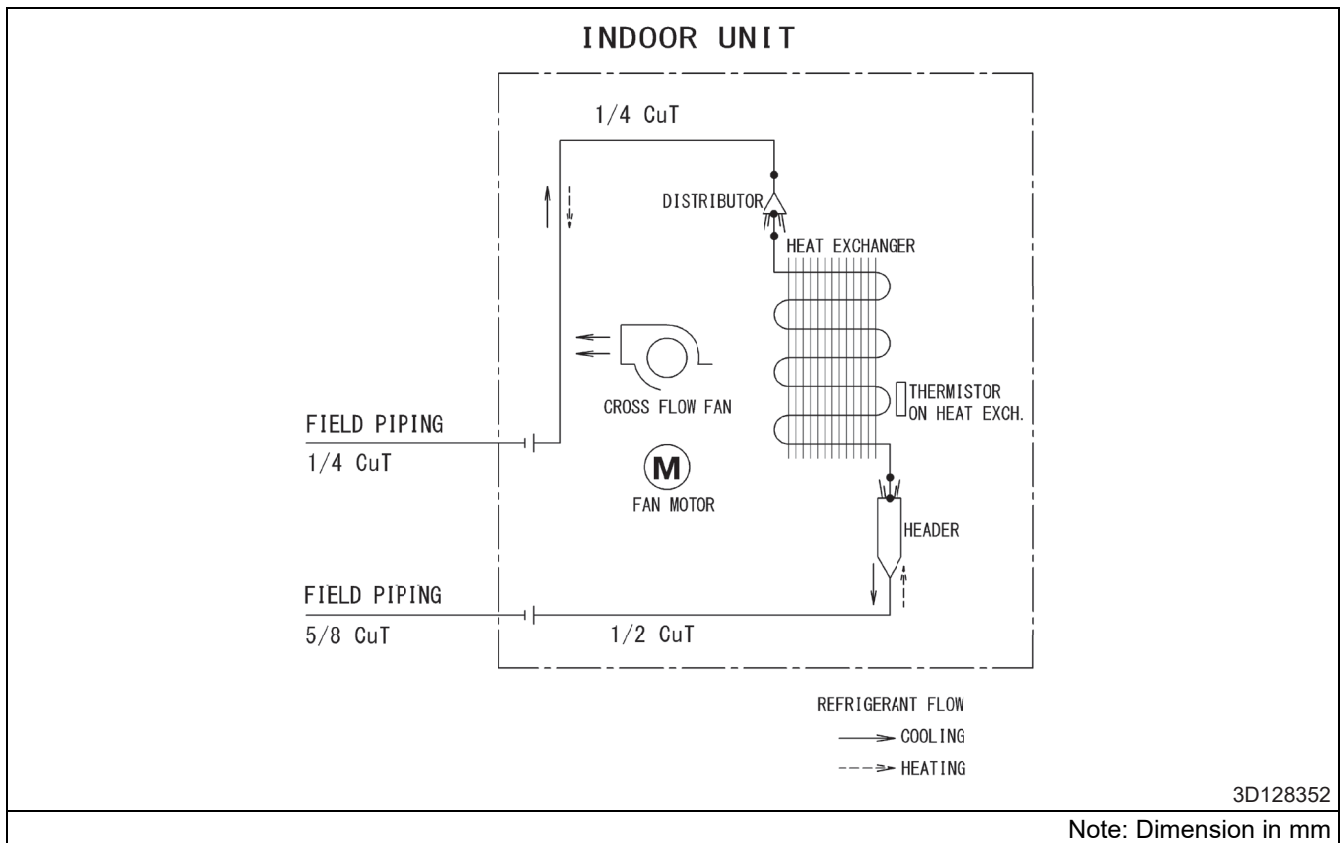 INDOOR UNIT
1/4 CuT
DISTRIBUTOR
HEAT EXCHANGER
THERMISTOR
ON HEAT EXCH.
CROSS FLOW FAN
FIELD PIPING
1/4 CuT
M
FAN MOTOR
HEADER
FIELD PIPING
5/8 CuT
1/2 CuT
REFRIGERANT FLOW
COOLING
HEATING
3D128352
Note: Dimension in mm